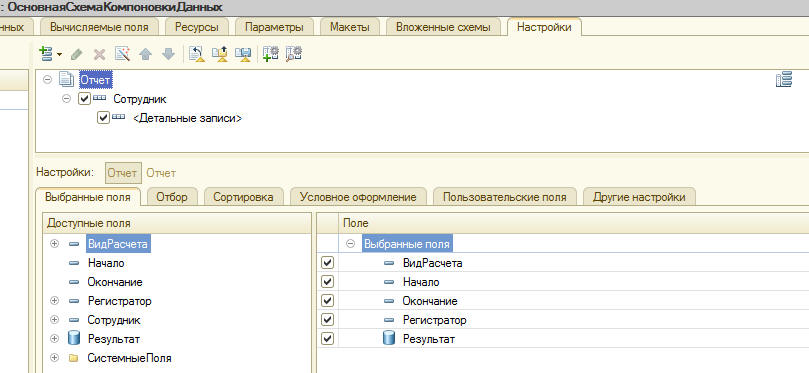 : ОсновнаяСхемаКомпоновкиДанных
нных Вычисляемые поля Ресурсы Параметры Макеты Вложенные схемы Настройки
Отчет
Сотрудник
<Детальные записи>
Настройки: Отчет Отчет
Выбранные поля Отбор Сортировка Условное оформление Пользовательские поля Другие настройки
Доступные поля Поле
ВидРасчета Выбранные поля
Начало ВидРасчета
Окончание Начало
Регистратор Окончание
Сотрудник Регистратор
Результат Результат
СистемныеПоля